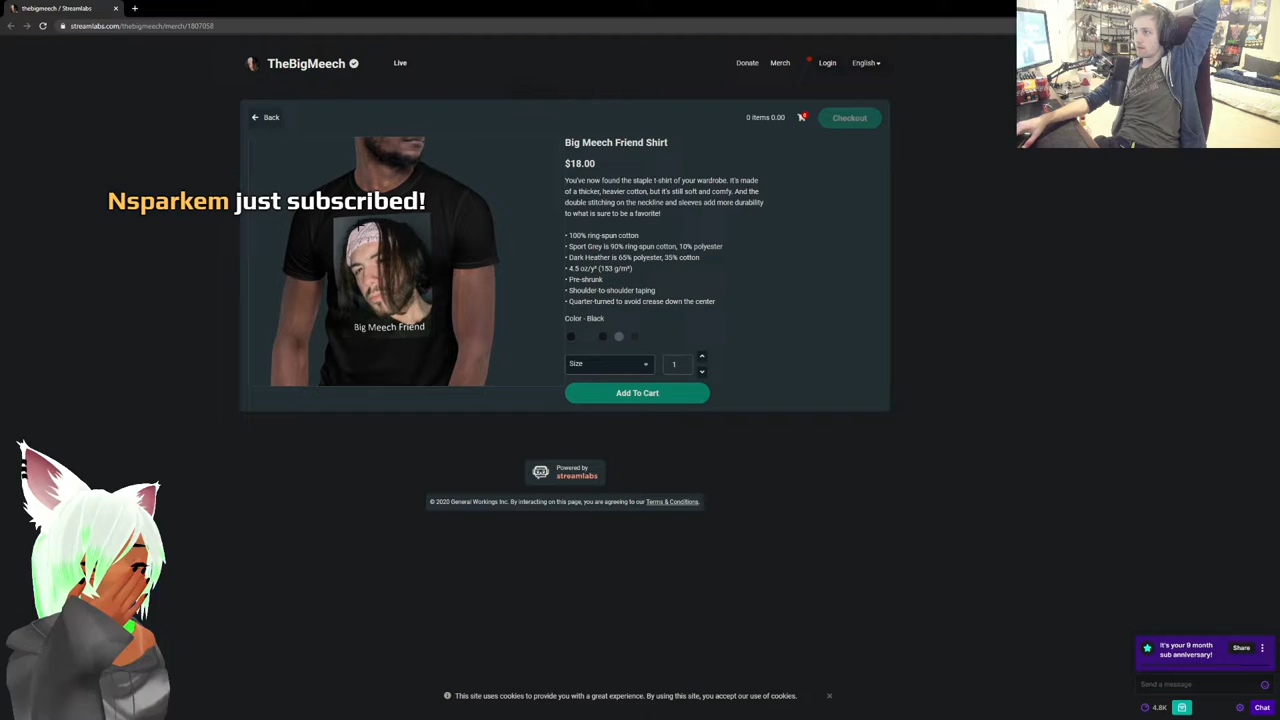 thebigmeech / Streamlabs
streamlabs.com/thebigmeech/merch/1807058
TheBigMeech
Live
Donate
Merch
Login
English
Back
0 items 0.00
Checkout
Big Meech Friend Shirt
$18.00
You've now found the staple t-shirt of your wardrobe. It's made
of a thicker, heavier cotton, but it's still soft and comfy. And the
double stitching on the neckline and sleeves add more durability
to what is sure to be a favorite!
• 100% ring-spun cotton
• Sport Grey is 90% ring-spun cotton, 10% polyester
• Dark Heather is 65% polyester, 35% cotton
• 4.5 oz/y² (153 g/m²)
• Pre-shrunk
• Shoulder-to-shoulder taping
• Quarter-turned to avoid crease down the center
Color - Black
Size
1
Add To Cart
Nsparkem just subscribed!
Big Meech Friend
Powered by
streamlabs
© 2020 General Workings Inc. By interacting on this page, you are agreeing to our Terms & Conditions.
It's your 9 month
sub anniversary!
Share
Send a message
4.8K
Chat
This site uses cookies to provide you with a great experience. By using this site, you accept our use of cookies.